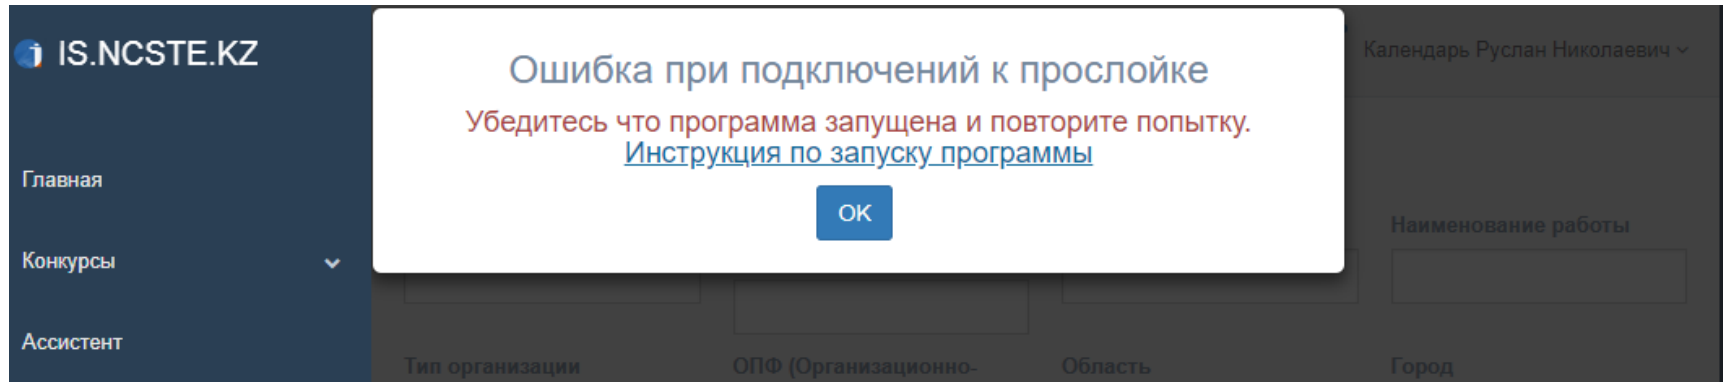 IS.NCSTE.KZ
Ошибка при подключений к прослойке
Календарь Руслан Николаевич
Убедитесь что программа запущена и повторите попытку.
Инструкция по запуску программы
Главная
OK
Наименование работы
Конкурсы
Ассистент
Тип организации
ОПФ (Организационно-
Область
Город